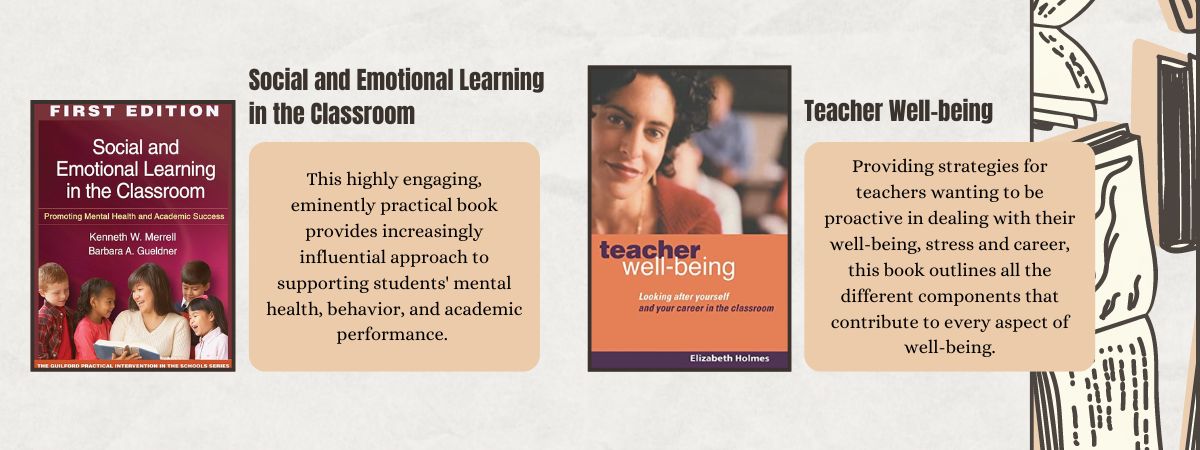 FIRST EDITION
Social and
Emotional Learning
in the Classroom
Promoting Mental Health and Academic Success
Kenneth W. Merrell
Barbara A. Gueldner
THE GUILFORD PRACTICAL INTERVENTION IN THE SCHOOLS SERIES
Social and Emotional Learning
in the Classroom
This highly engaging,
eminently practical book
provides increasingly
influential approach to
supporting students' mental
health, behavior, and academic
performance.
teacher
well-being
Looking after yourself
and your career in the classroom
Elizabeth Holmes
Teacher Well-being
Providing strategies for
teachers wanting to be
proactive in dealing with their
well-being, stress and career,
this book outlines all the
different components that
contribute to every aspect of
well-being.